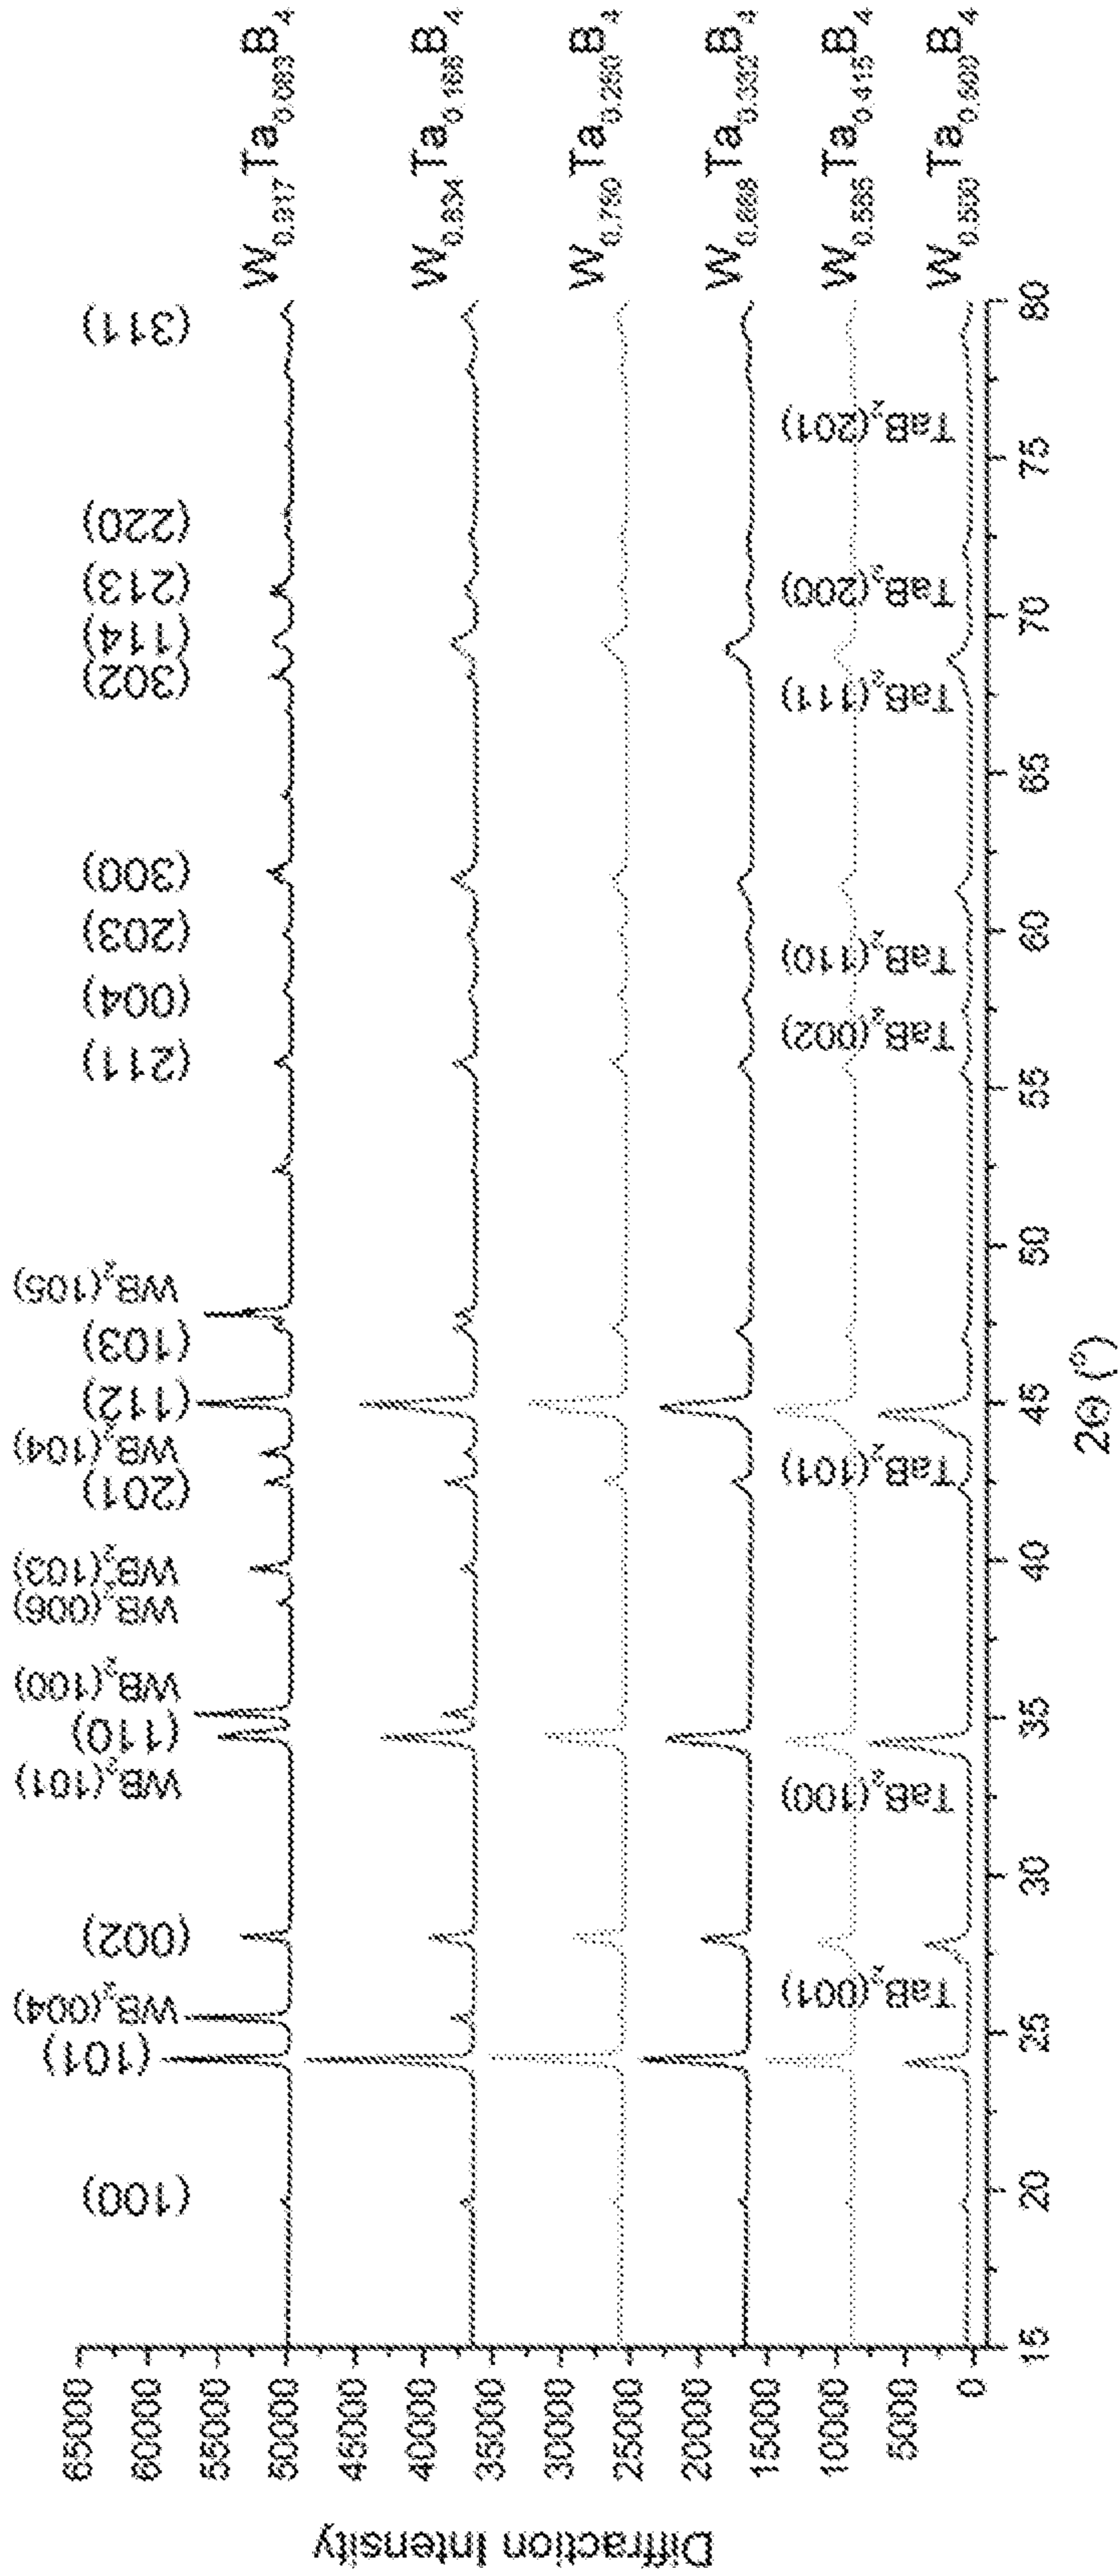 Diffraction Intensity
65000
60000
55000
50000
45000
40000
35000
30000
25000
20000
15000
10000
5000
0
(100)
(101)
WB₂(004)
(002)
WB₂(101)
(110)
WB₂(100)
WB₂(006)
WB₂(103)
(201)
WB₂(104)
(112)
(103)
WB₂(105)
(211)
(004)
(203)
(300)
(302)
(114)
(213)
(220)
(311)
W₀.₉₁₇Ta₀.₀₈₃B₄
W₀.₈₃₄Ta₀.₁₆₆B₄
W₀.₇₅₀Ta₀.₂₅₀B₄
W₀.₆₆₈Ta₀.₃₃₂B₄
W₀.₅₈₅Ta₀.₄₁₅B₄
W₀.₅₀₀Ta₀.₅₀₀B₄
TaB₂(001)
TaB₂(100)
TaB₂(101)
TaB₂(002)
TaB₂(110)
TaB₂(111)
TaB₂(200)
TaB₂(201)
15 20 25 30 35 40 45 50 55 60 65 70 75 80
2Θ (°)